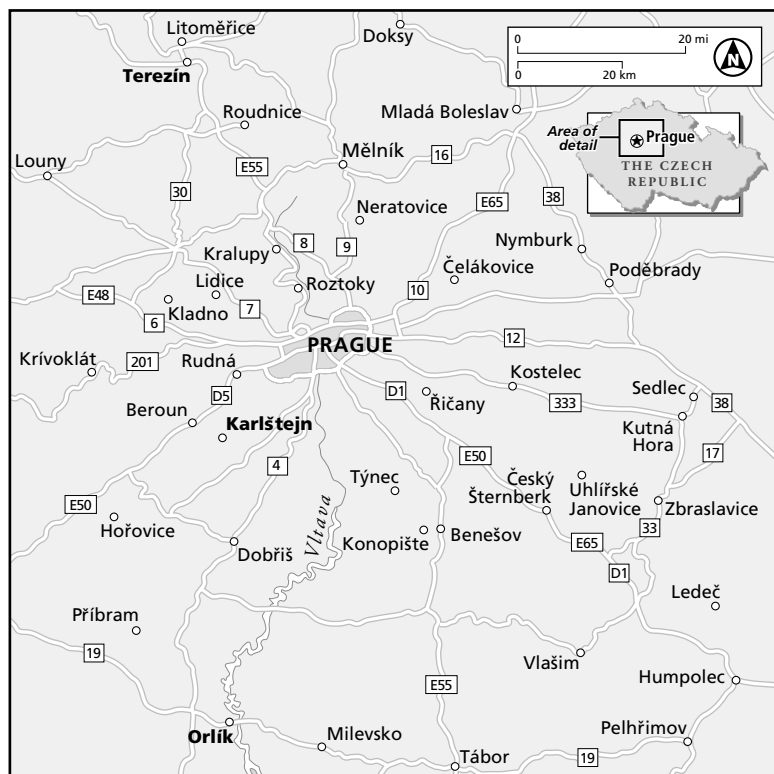 Litoměřice
Doksy
0 20 mi
0 20 km
N
Terezín
Roudnice
Mladá Boleslav
Area of
detail
Prague
THE CZECH
REPUBLIC
Louny
E55
Mělník
16
30
E65
38
Neratovice
Kralupy
8
9
Nymburk
Čelákovice
Poděbrady
Lidice
Roztoky
E48
Kladno
7
10
6
PRAGUE
12
Krívoklát
201
Rudná
Kostelec
D5
D1
Říčany
333
Sedlec
38
Beroun
Karlštejn
Kutná
Hora
17
4
E50
Týnec
Český
Šternberk
Uhlířské
Janovice
Zbraslavice
E50
Hořovice
Vltava
Konopište
Benešov
33
Dobřiš
E65
D1
Ledeč
Príbram
19
Vlašim
Humpolec
E55
Orlík
Milevsko
Pelhřimov
Tábor
19